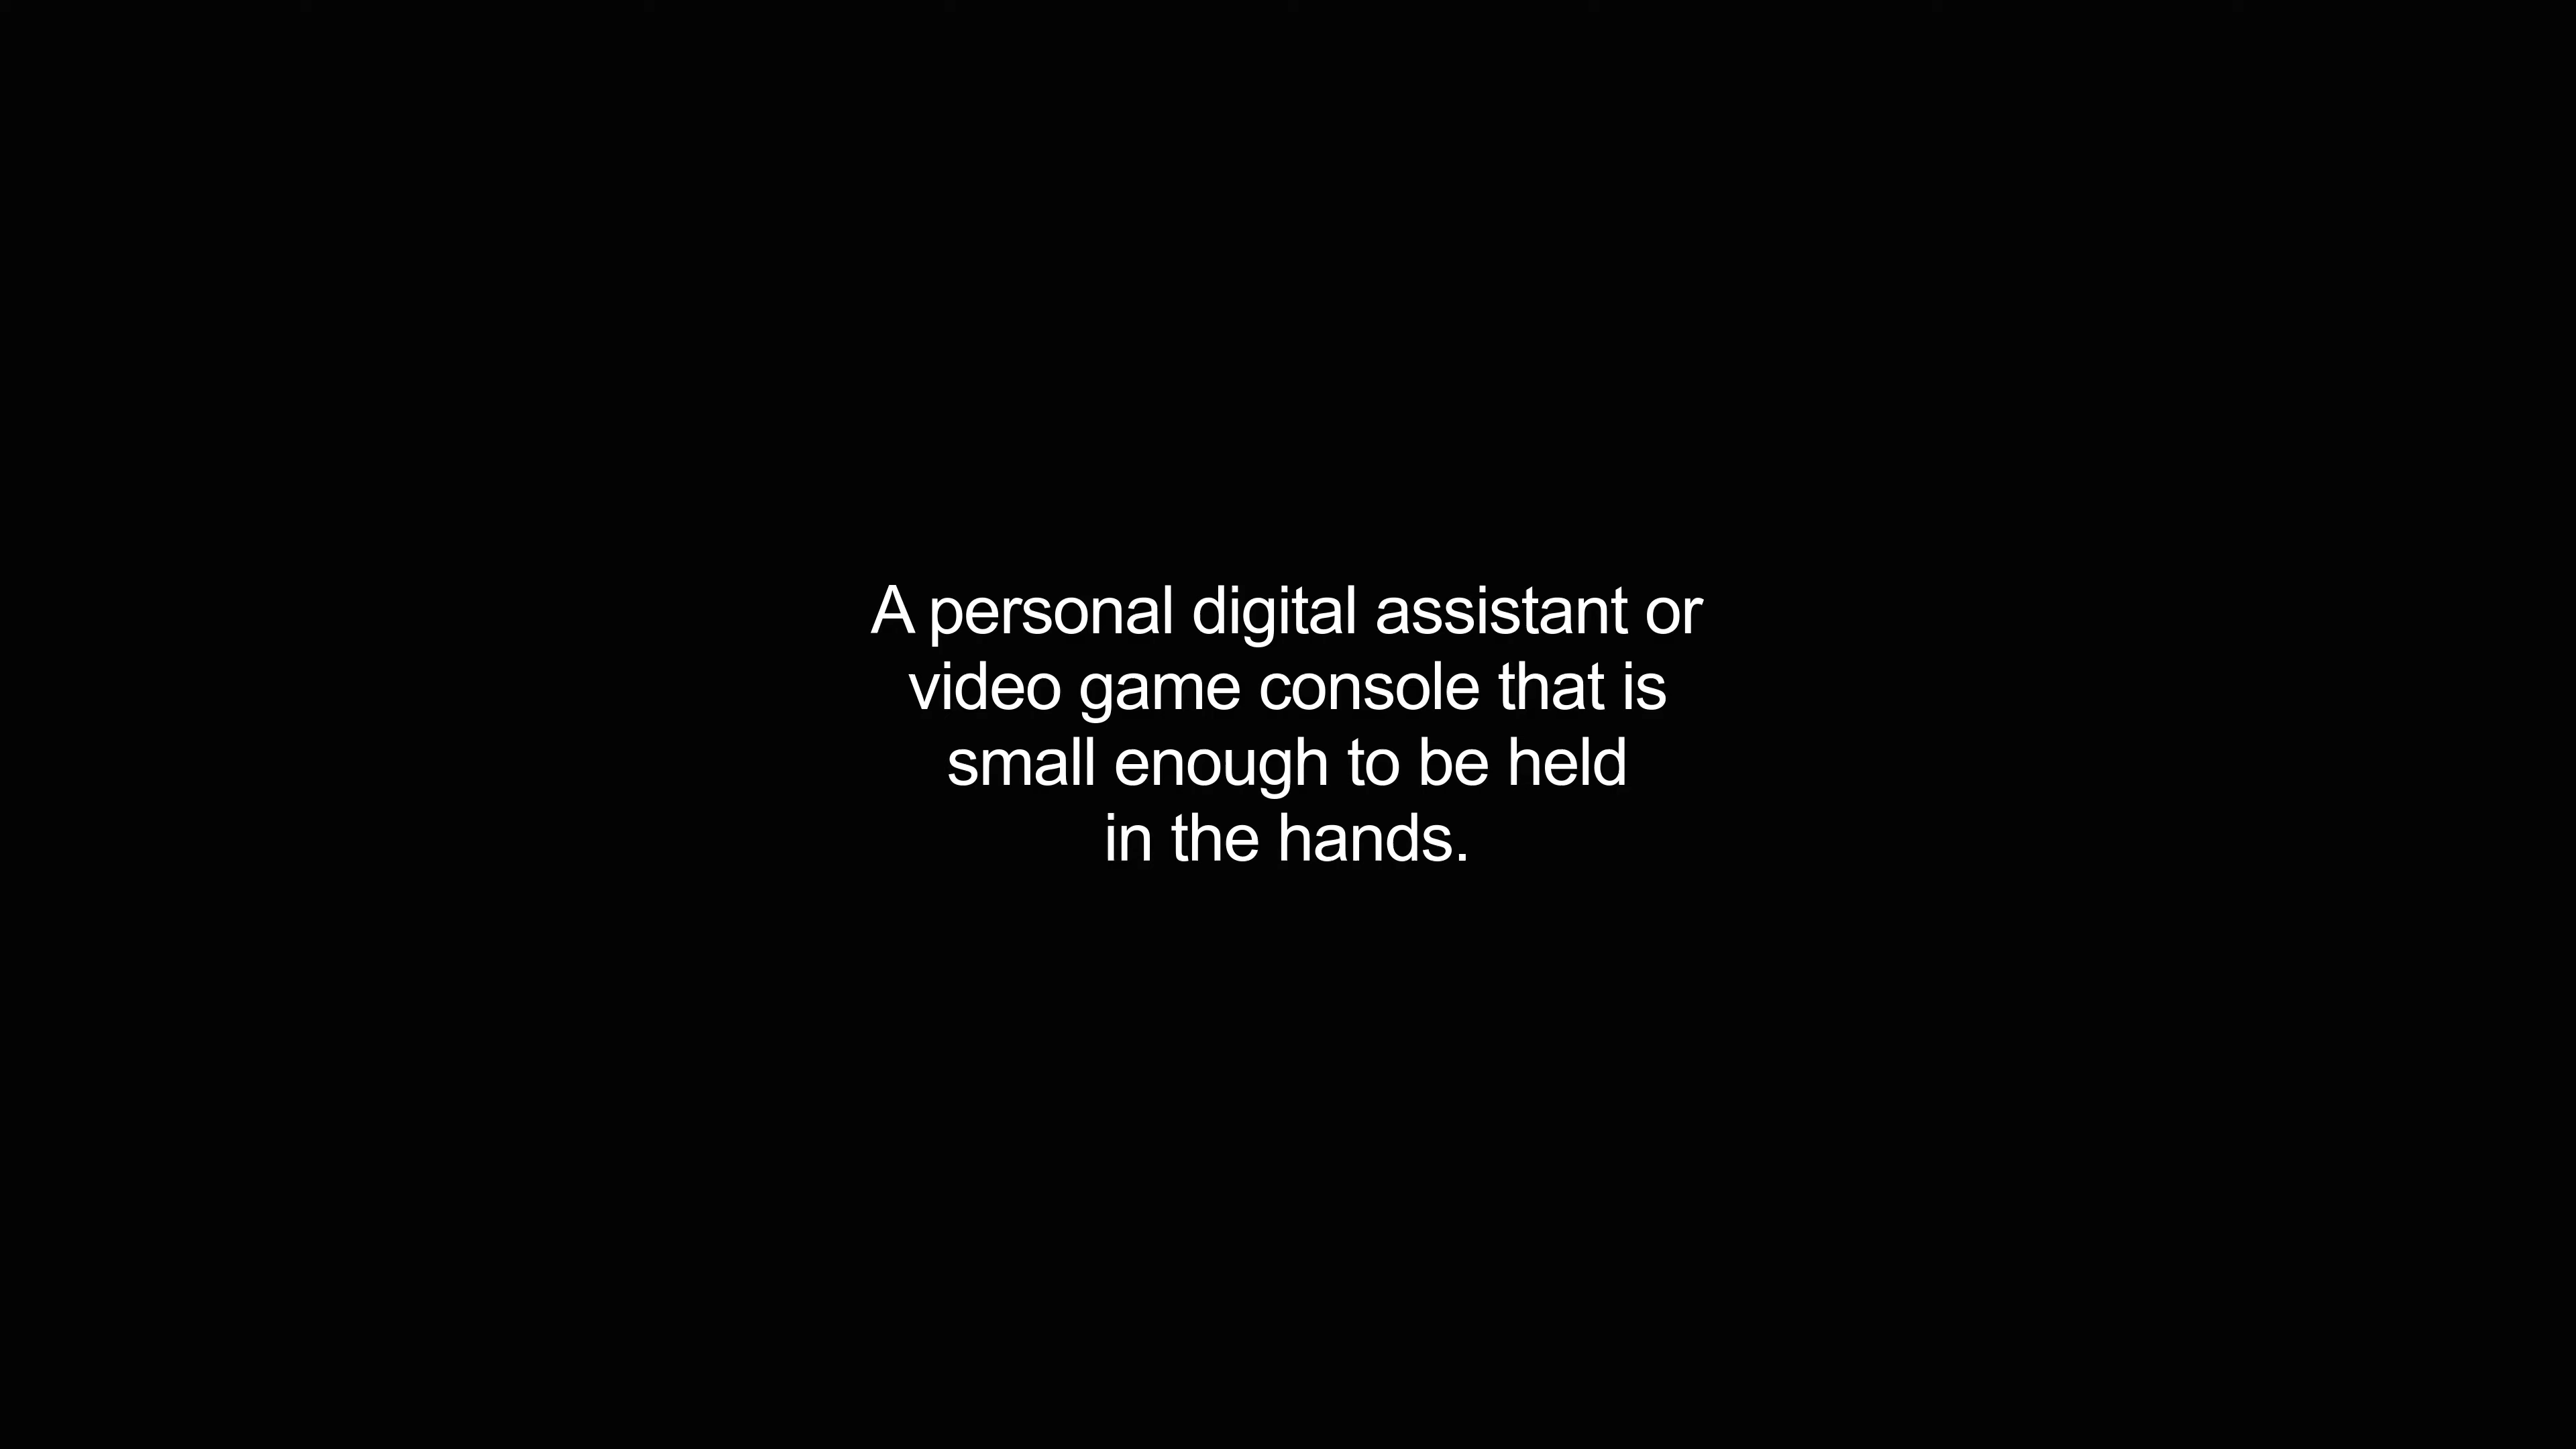 A personal digital assistant or
video game console that is
small enough to be held
in the hands.